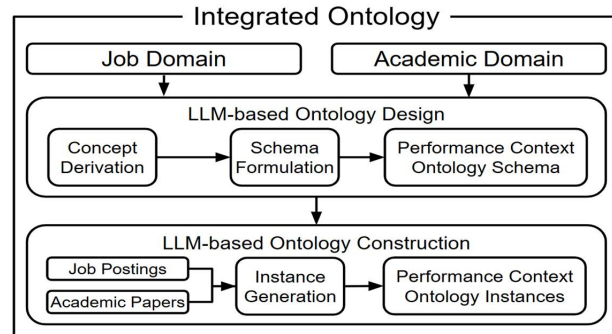 Integrated Ontology
Job Domain
Academic Domain
LLM-based Ontology Design
Concept
Derivation
Schema
Formulation
Performance Context
Ontology Schema
LLM-based Ontology Construction
Job Postings
Academic Papers
Instance
Generation
Performance Context
Ontology Instances